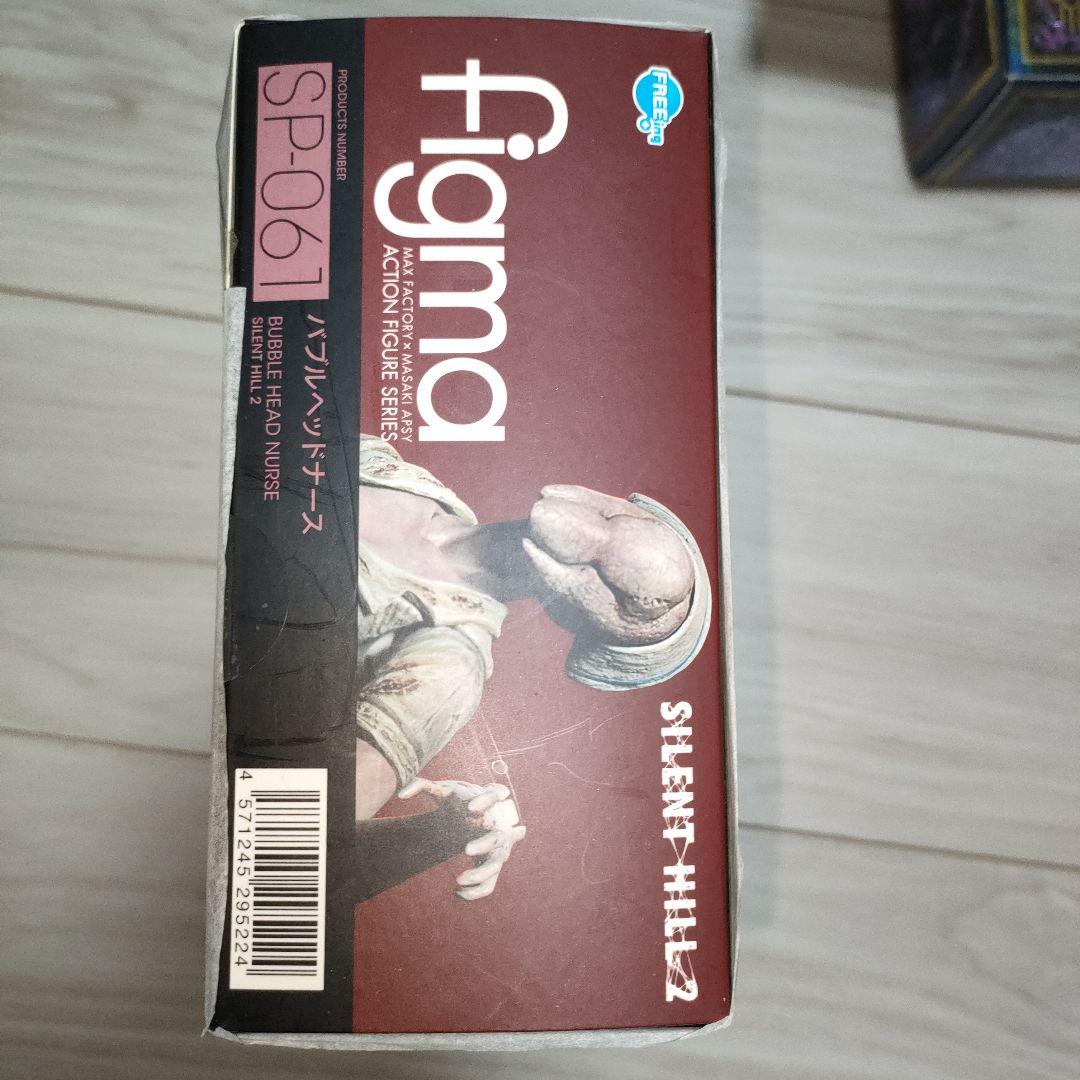 FREEing
figma
MAX FACTORY × MASAKI APSY
ACTION FIGURE SERIES
PRODUCTS NUMBER
SP-061
バブルヘッドナース
BUBBLE HEAD NURSE
SILENT HILL 2
SILENT HILL 2
4 571245 295224